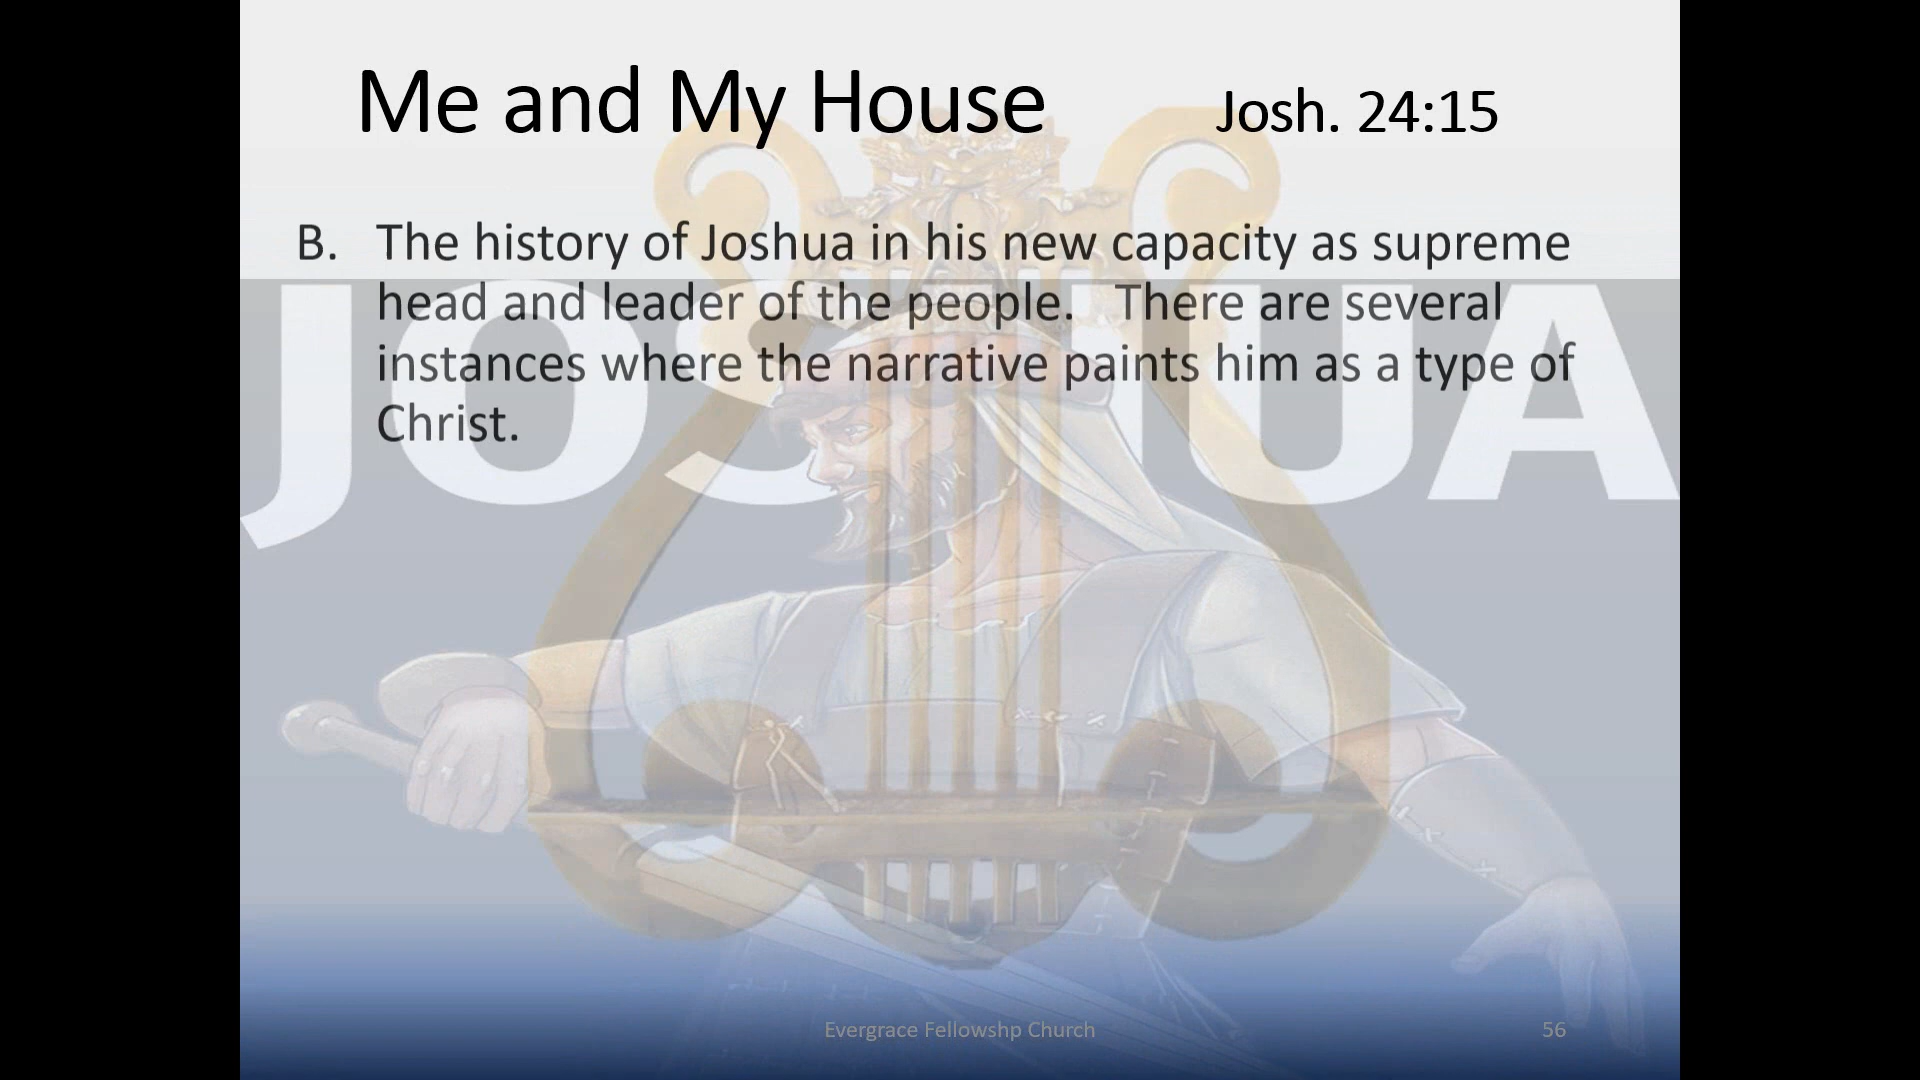 Me and My House Josh. 24:15
B. The history of Joshua in his new capacity as supreme
head and leader of the people. There are several
instances where the narrative paints him as a type of
Christ.
JOSHUA
Evergrace Fellowshp Church 56